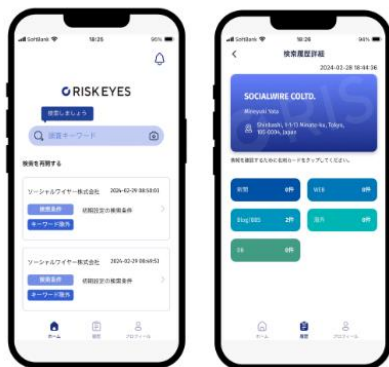 SoftBank 18:26 98%
RISKEYES
検索しましょう
調査キーワード
検索を再開する
ソーシャルワイヤー株式会社 2024-02-29 08:50:03
検索条件 初期設定の検索条件
キーワード除外
ソーシャルワイヤー株式会社
検索条件 初期設定の検索条件
キーワード除外
ホーム 履歴 プロフィール
SoftBank 18:26
検索履歴詳細
2024-02-28 18:44:36
SOCIALWIRE COLTD.
Shinbashi, 1-1-13 Minato-ku, Tokyo,
105-0004, Japan
情報を確認するために名刺カードをタップしてください。
新聞 0件 WEB 0件
Blog/BBS 2件 海外 0件
DB 0件
ホーム 履歴 プロフィール